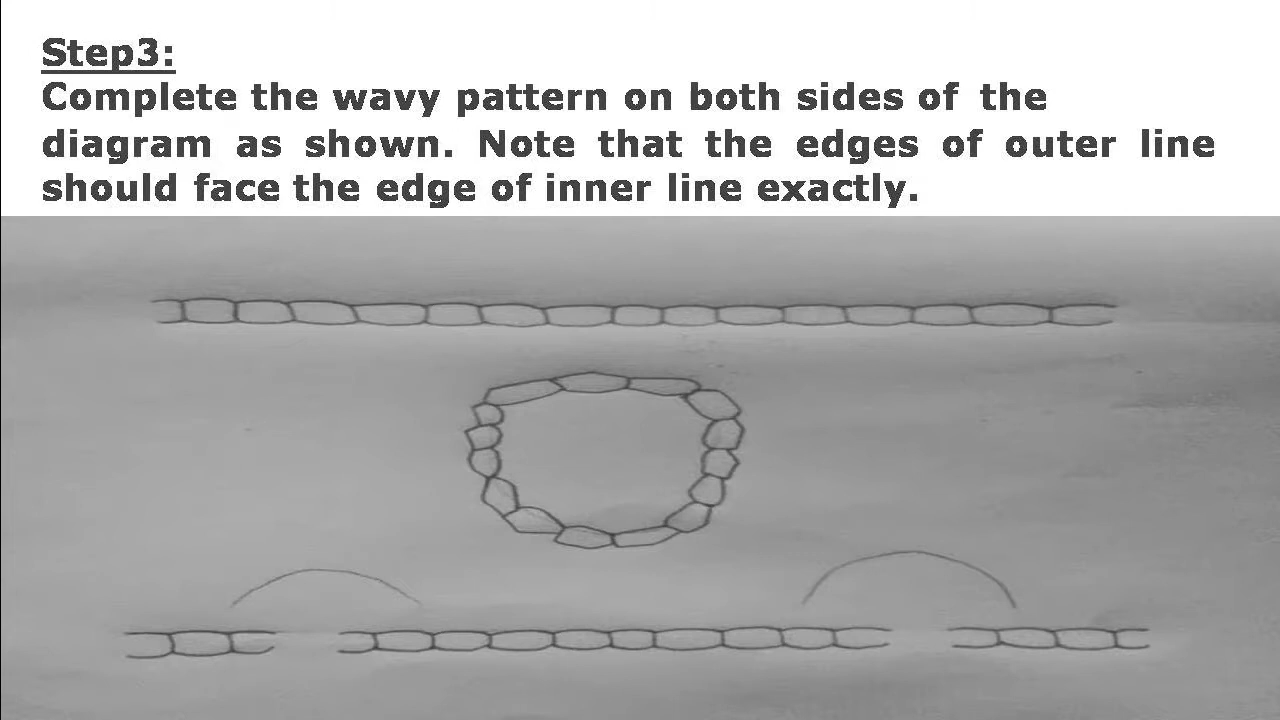 Step3:
Complete the wavy pattern on both sides of the
diagram as shown. Note that the edges of outer line
should face the edge of inner line exactly.